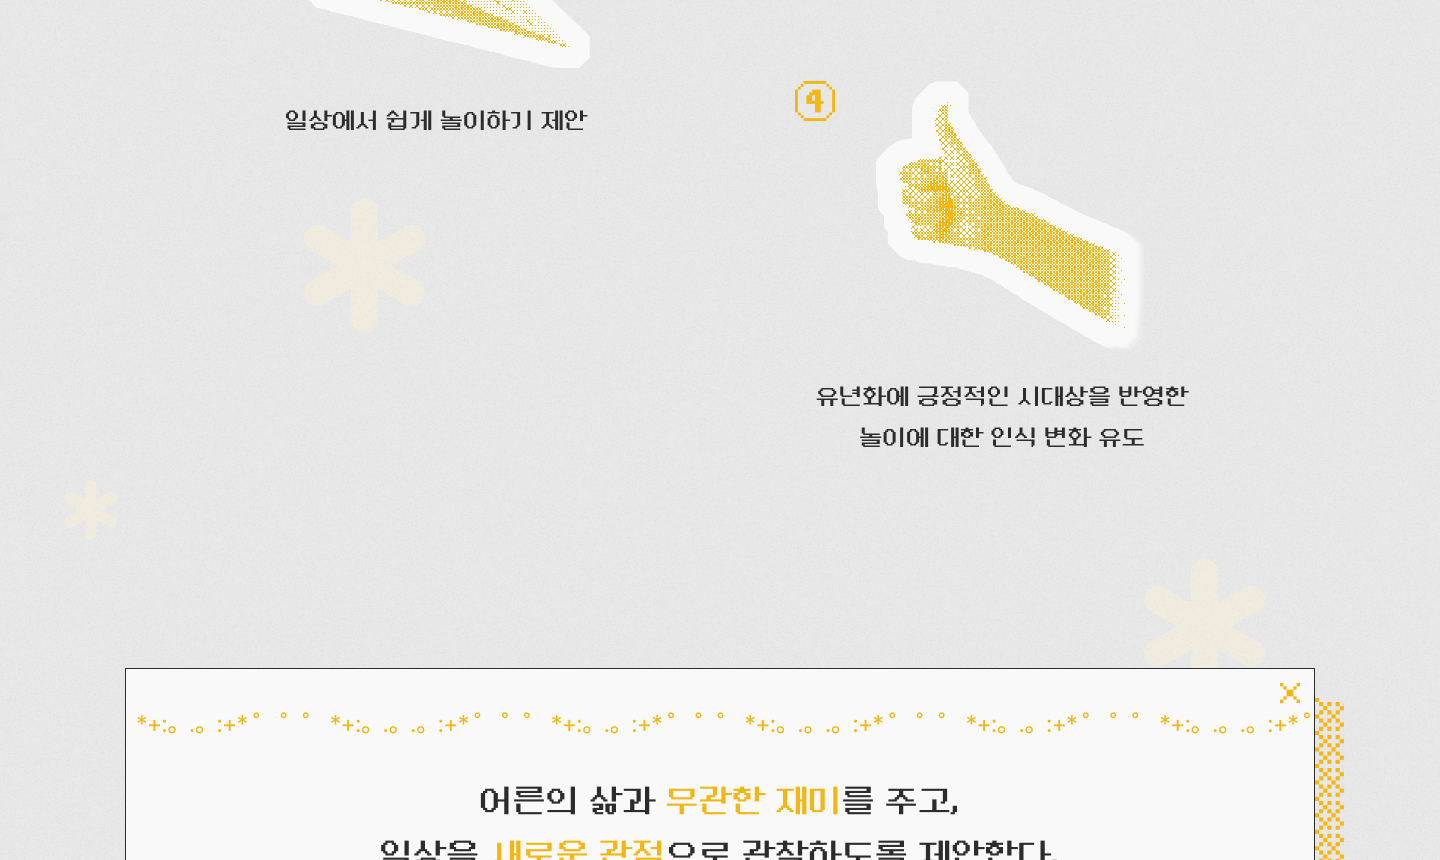 일상에서 쉽게 놀이하기 제안
4
유년화에 긍정적인 시대상을 반영한
놀이에 대한 인식 변화 유도
*+:｡ .｡ :+*ﾟ ﾟ ﾟ *+:｡ .｡ .｡ :+*ﾟ ﾟ ﾟ *+:｡ .｡ :+*ﾟ ﾟ *+:｡ .｡ .｡ :+*ﾟ ﾟ ﾟ *+:｡ .｡ :+*ﾟ ﾟ ﾟ *+:｡ .｡ .｡ :+*ﾟ
어른의 삶과 무관한 재미를 주고,
일상을 새로운 관점으로 관찰하도록 제안한다.